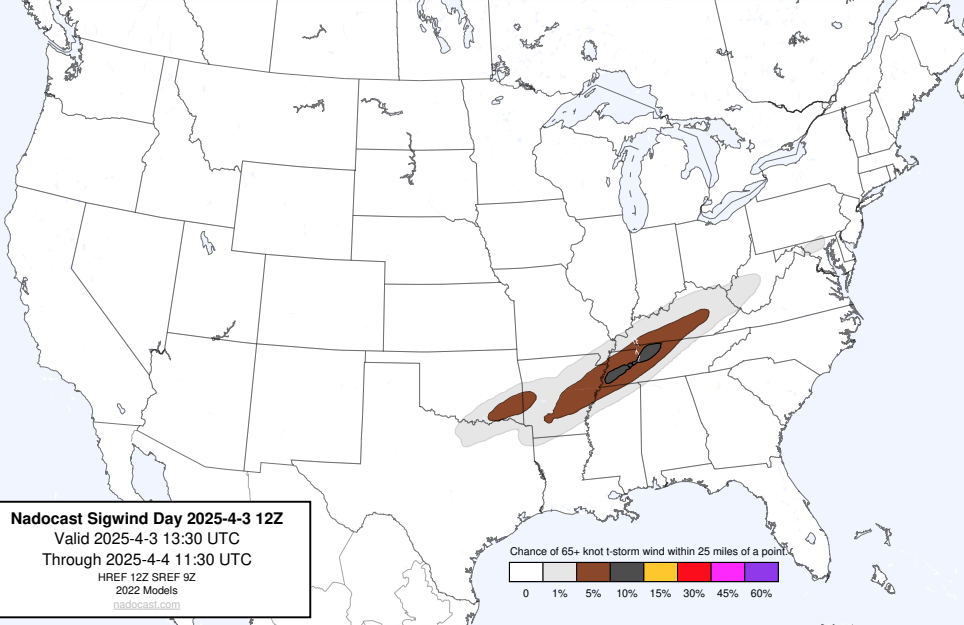 Nadocast Sigwind Day 2025-4-3 12Z
Valid 2025-4-3 13:30 UTC
Through 2025-4-4 11:30 UTC
HREF 12Z SREF 9Z
2022 Models
nadocast.com
Chance of 65+ knot t-storm wind within 25 miles of a point.
0 1% 5% 10% 15% 30% 45% 60%